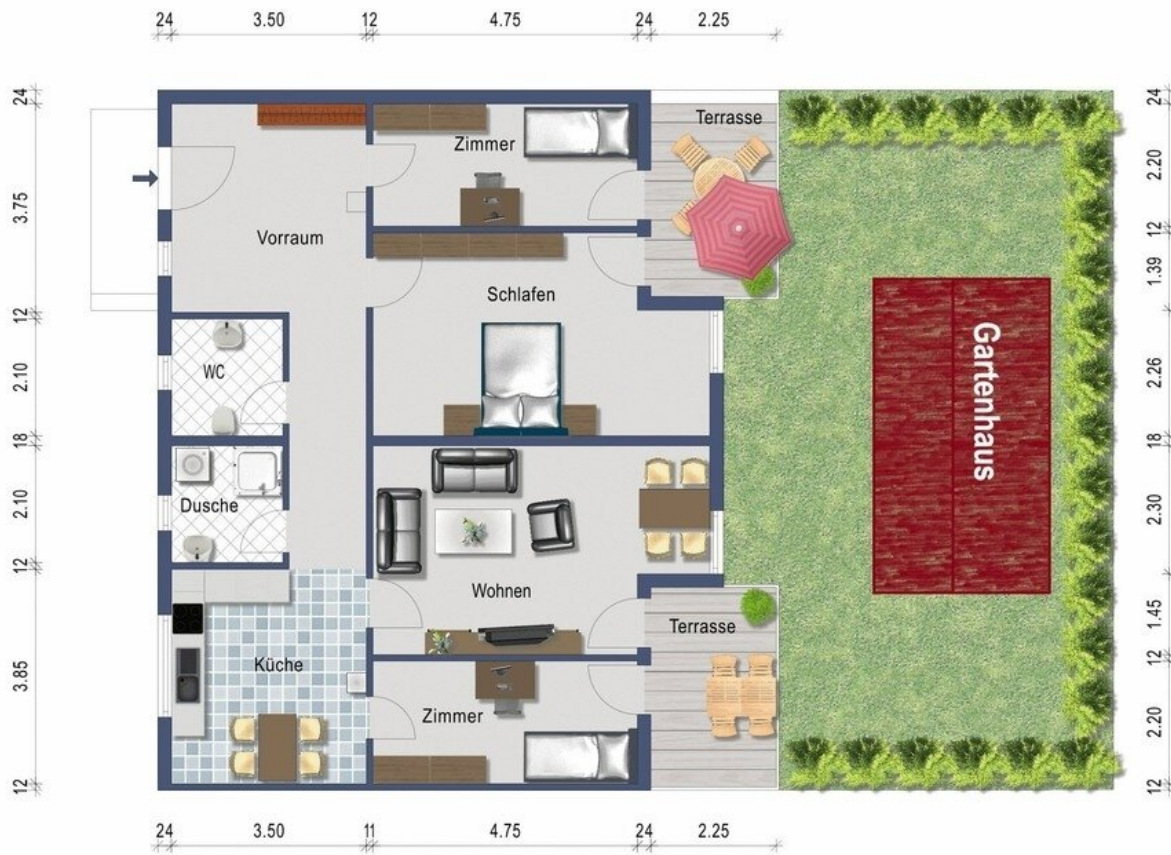 24 3.50 12 4.75 24 2.25
24
3.75
12
2.10
18
2.10
12
3.85
12
Zimmer
Terrasse
Vorraum
Schlafen
WC
Dusche
Wohnen
Küche
Zimmer
Terrasse
Gartenhaus
24
2.20
12
1.39
2.26
18
2.30
1.45
12
2.20
12
24 3.50 11 4.75 24 2.25